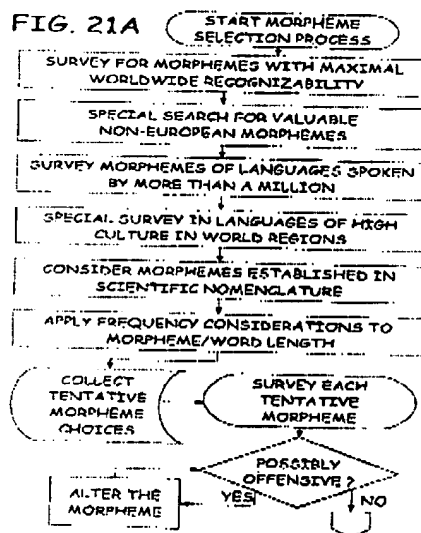 FIG. 21A
START MORPHEME
SELECTION PROCESS
SURVEY FOR MORPHEMES WITH MAXIMAL
WORLDWIDE RECOGNIZABILITY
SPECIAL SEARCH FOR VALUABLE
NON-EUROPEAN MORPHEMES
SURVEY MORPHEMES OF LANGUAGES SPOKEN
BY MORE THAN A MILLION
SPECIAL SURVEY IN LANGUAGES OF HIGH
CULTURE IN WORLD REGIONS
CONSIDER MORPHEMES ESTABLISHED IN
SCIENTIFIC NOMENCLATURE
APPLY FREQUENCY CONSIDERATIONS TO
MORPHEME/WORD LENGTH
COLLECT
TENTATIVE
MORPHEME
CHOICES
SURVEY EACH
TENTATIVE
MORPHEME
POSSIBLY
OFFENSIVE?
YES
NO
ALTER THE
MORPHEME